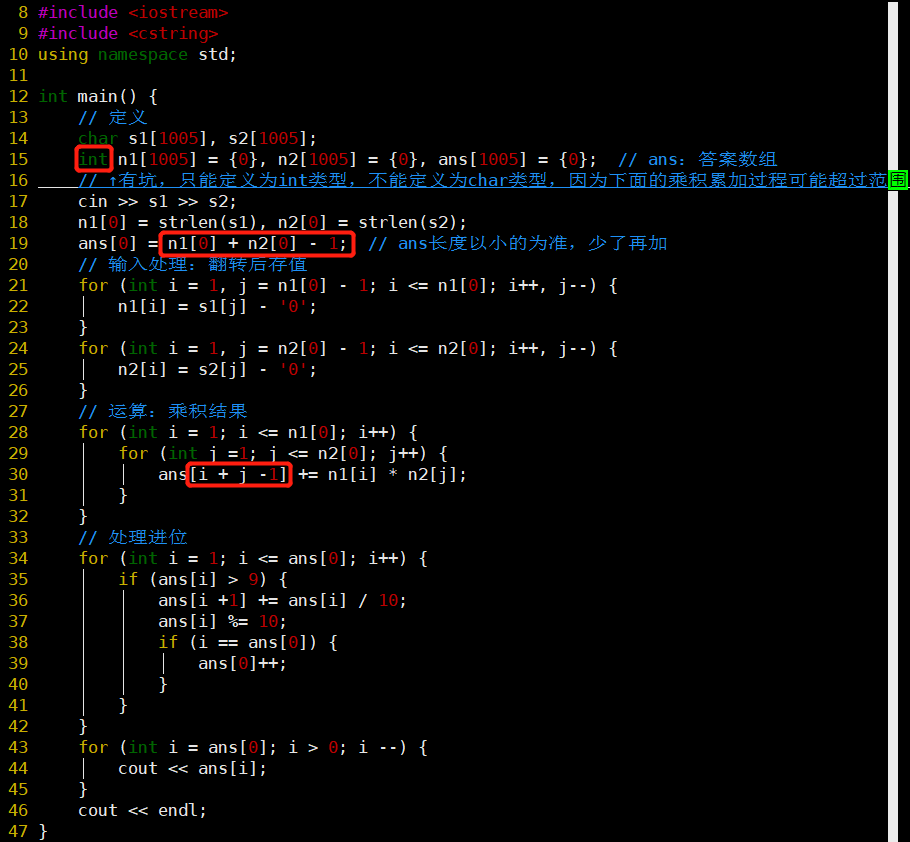 8 #include <iostream>
9 #include <cstring>
10 using namespace std;
11
12 int main() {
13     // 定义
14     char s1[1005], s2[1005];
15     int n1[1005] = {0}, n2[1005] = {0}, ans[1005] = {0};  // ans：答案数组
16     // ↑有坑，只能定义为int类型，不能定义为char类型，因为下面的乘积累加过程可能超过范围
17     cin >> s1 >> s2;
18     n1[0] = strlen(s1), n2[0] = strlen(s2);
19     ans[0] = n1[0] + n2[0] - 1;  // ans长度以小的为准，少了再加
20     // 输入处理：翻转后存值
21     for (int i = 1, j = n1[0] - 1; i <= n1[0]; i++, j--) {
22         n1[i] = s1[j] - '0';
23     }
24     for (int i = 1, j = n2[0] - 1; i <= n2[0]; i++, j--) {
25         n2[i] = s2[j] - '0';
26     }
27     // 运算：乘积结果
28     for (int i = 1; i <= n1[0]; i++) {
29         for (int j =1; j <= n2[0]; j++) {
30             ans[i + j -1] += n1[i] * n2[j];
31         }
32     }
33     // 处理进位
34     for (int i = 1; i <= ans[0]; i++) {
35         if (ans[i] > 9) {
36             ans[i +1] += ans[i] / 10;
37             ans[i] %= 10;
38             if (i == ans[0]) {
39                 ans[0]++;
40             }
41         }
42     }
43     for (int i = ans[0]; i > 0; i --) {
44         cout << ans[i];
45     }
46     cout << endl;
47 }